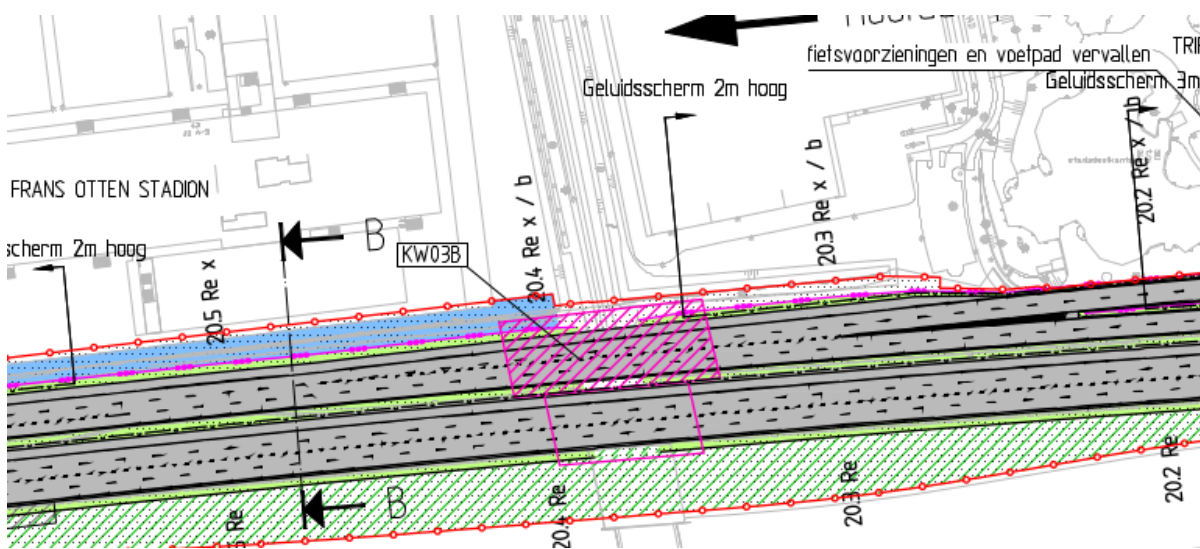 fietsvoorzieningen en voetpad vervallen
Geluidsscherm 2m hoog
Geluidsscherm 3m
20.5 Re x
20.4 Re x / b
20.3 Re x / b
20.2 Re x / b
FRANS OTTEN STADION
scherm 2m hoog
B
KW03B
B
20.4 Re
20.3 Re
20.2 Re
Re